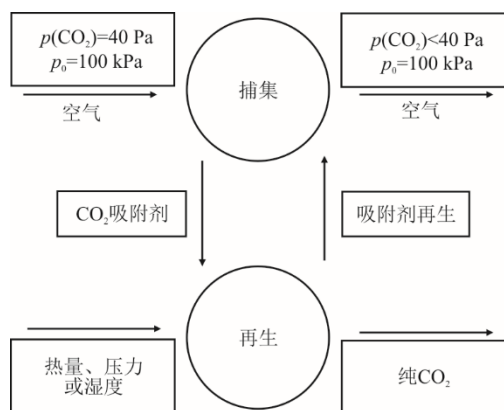 p(CO₂)=40 Pa
p₀=100 kPa
空气
捕集
p(CO₂)<40 Pa
p₀=100 kPa
空气
CO₂吸附剂
吸附剂再生
热量、压力
或湿度
再生
纯CO₂